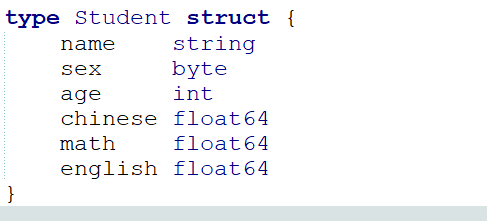 type Student struct {
    name    string
    sex     byte
    age     int
    chinese float64
    math    float64
    english float64
}